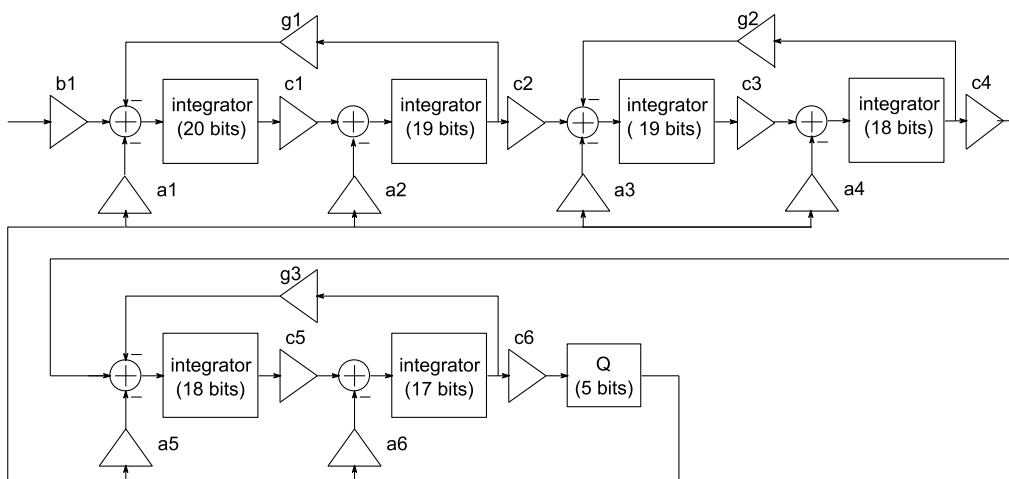 g1
g2
b1
c1
c2
c3
c4
integrator
(20 bits)
integrator
(19 bits)
integrator
( 19 bits)
integrator
(18 bits)
a1
a2
a3
a4
g3
c5
c6
integrator
(18 bits)
integrator
(17 bits)
Q
(5 bits)
a5
a6